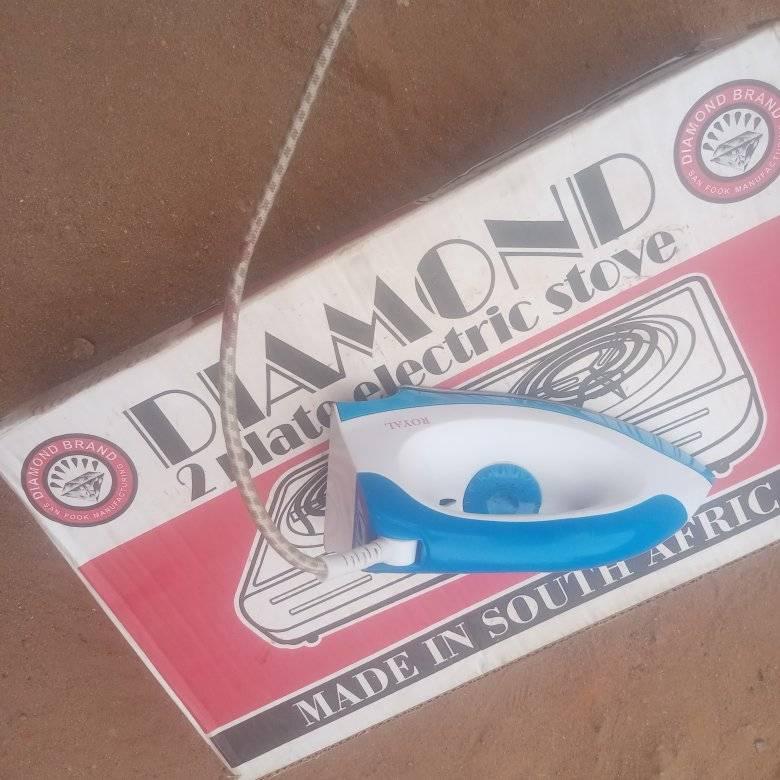 DIAMOND BRAND
SAN FOOK MANUFACTURING
DIAMOND
2 plate electric stove
ROYAL
DIAMOND BRAND
SAN FOOK MANUFACTURING
MADE IN SOUTH AFRICA